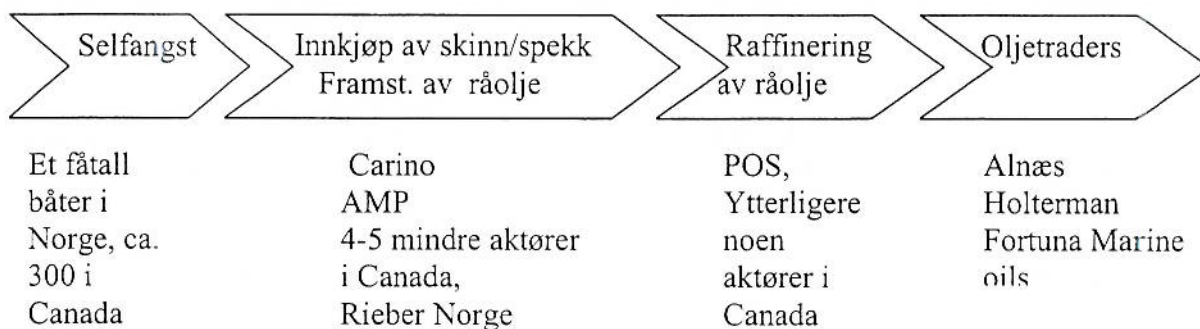 Selfangst
Innkjøp av skinn/spekk
Framst. av råolje
Raffinering
av råolje
Oljetraders
Et fåtall
båter i
Norge, ca.
300 i
Canada
Carino
AMP
4-5 mindre aktører
i Canada,
Rieber Norge
POS,
Ytterligere
noen
aktører i
Canada
Alnæs
Holterman
Fortuna Marine
oils